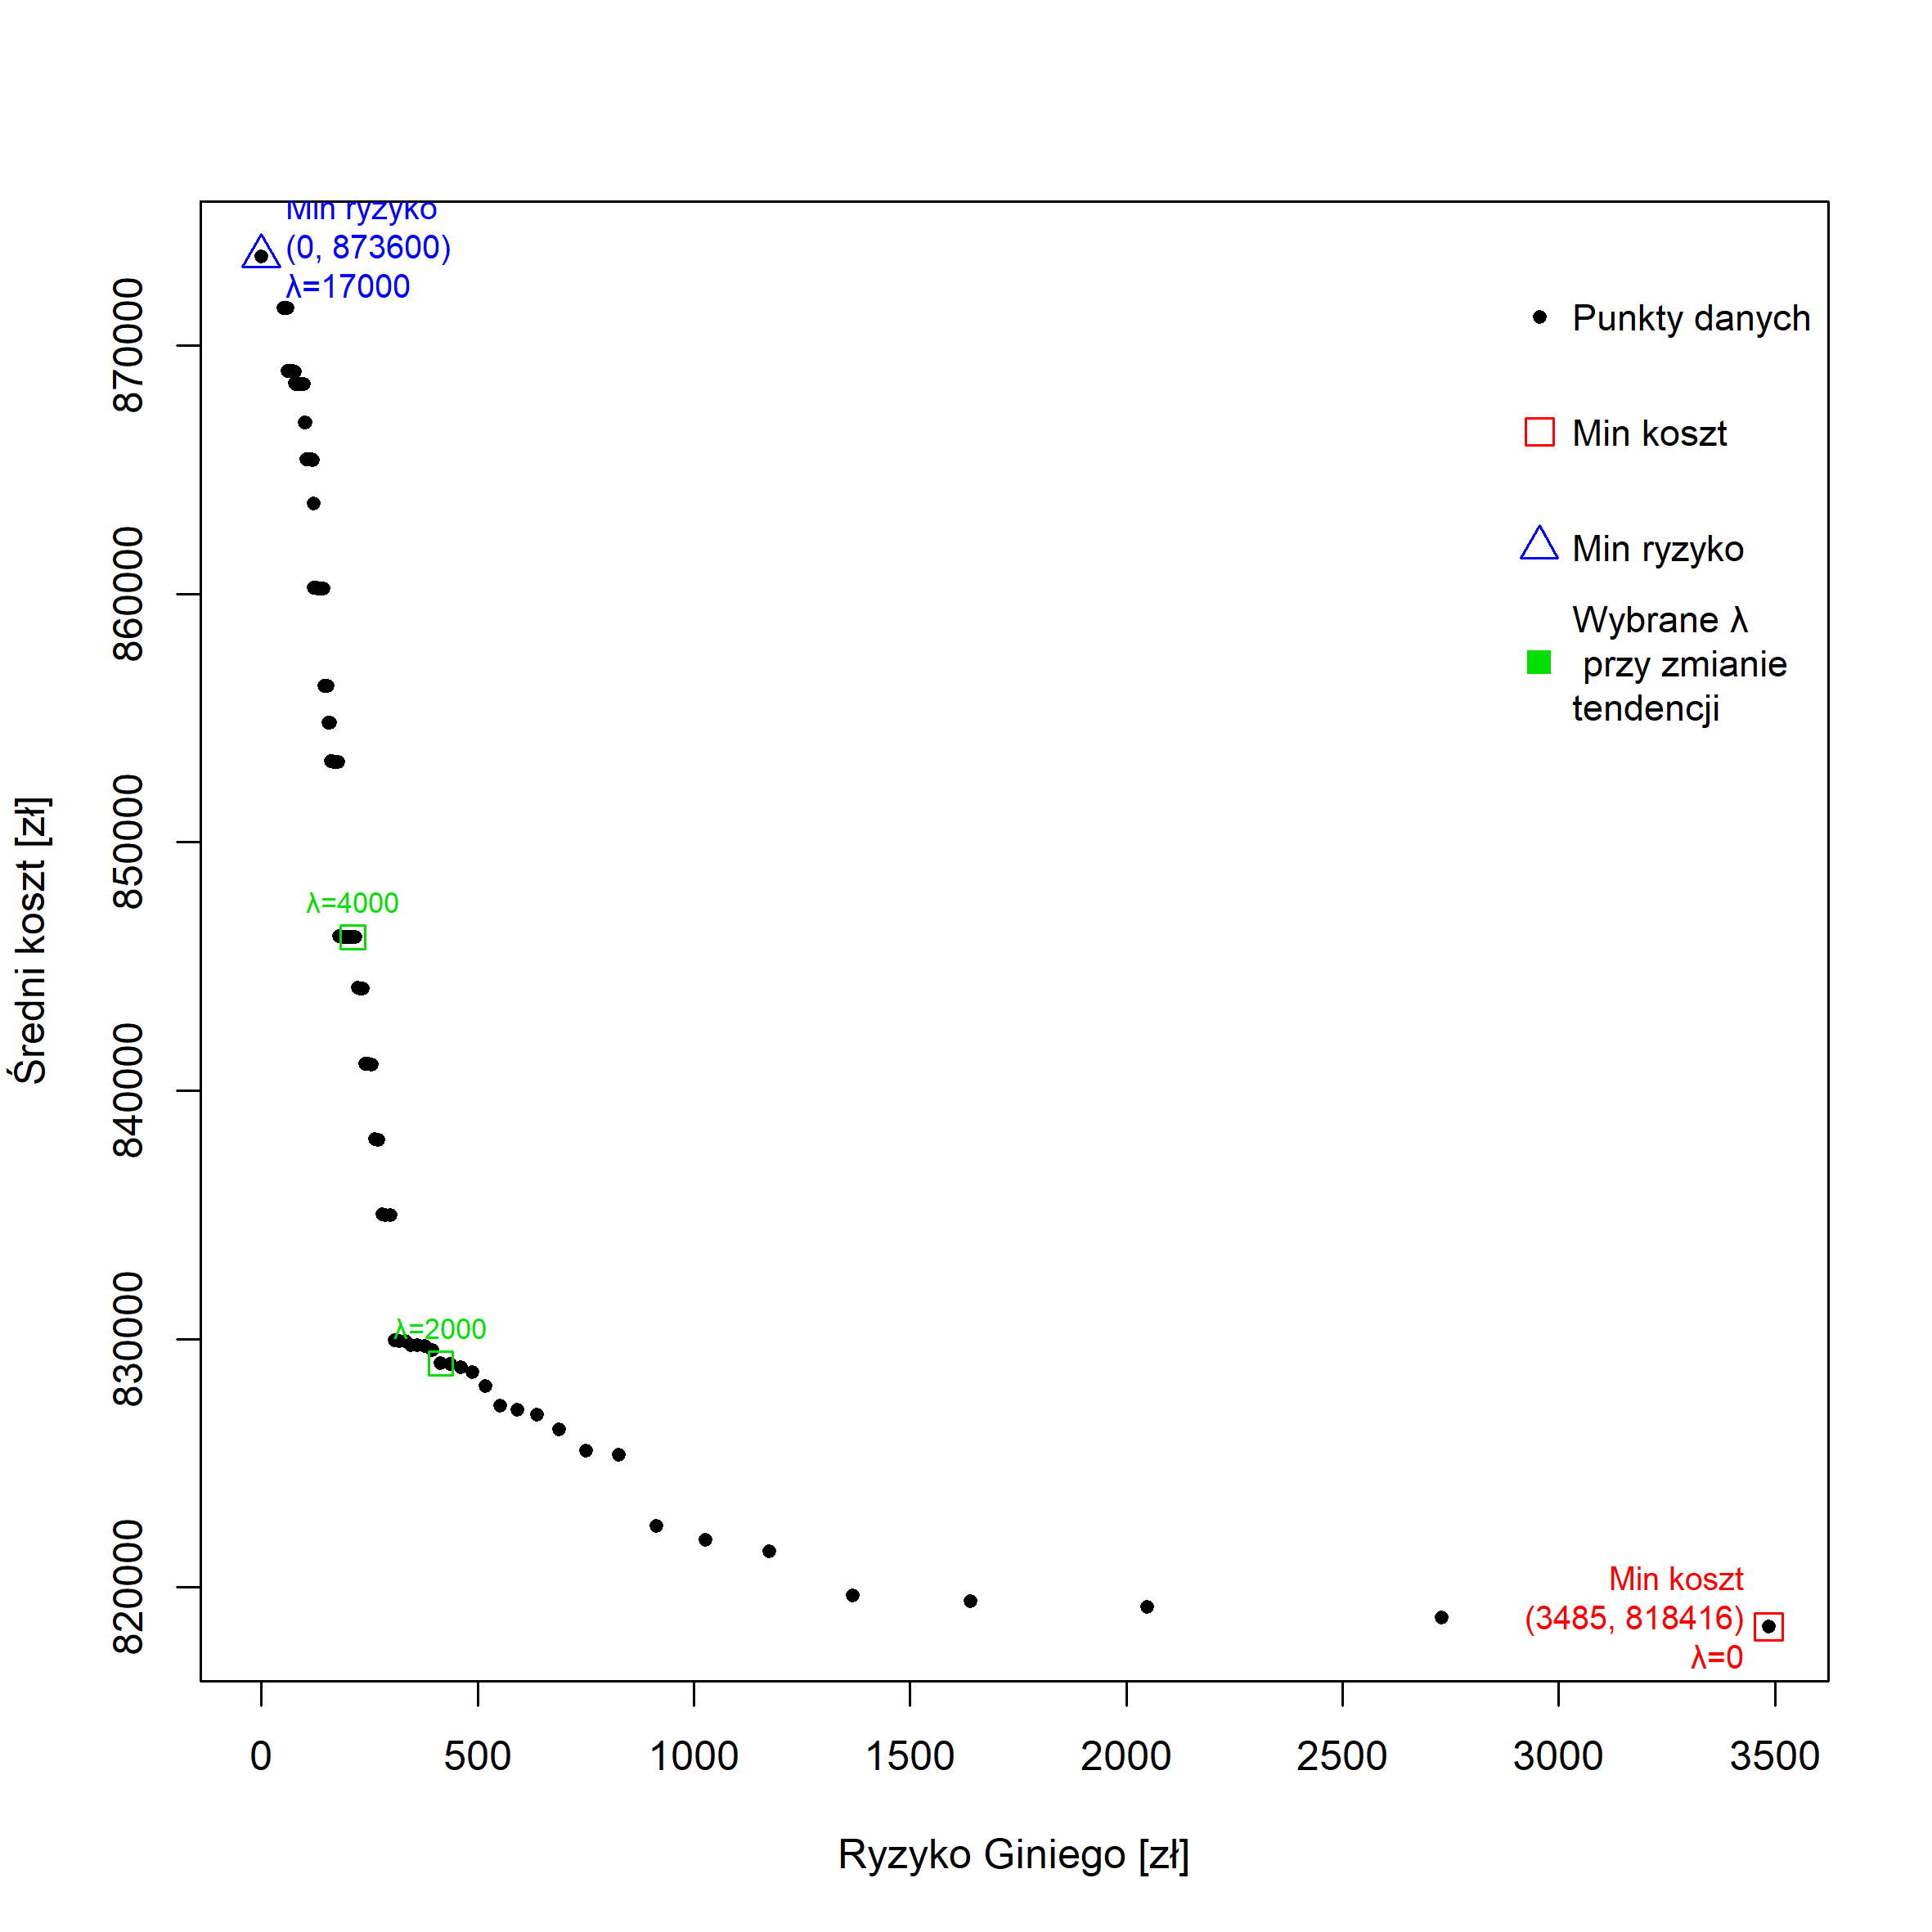 Min ryzyko
(0, 873600)
λ=17000
Punkty danych
Min koszt
Min ryzyko
Wybrane λ
przy zmianie
tendencji
λ=4000
λ=2000
Min koszt
(3485, 818416)
λ=0
870000
860000
850000
840000
830000
820000
Średni koszt [zł]
0 500 1000 1500 2000 2500 3000 3500
Ryzyko Giniego [zł]